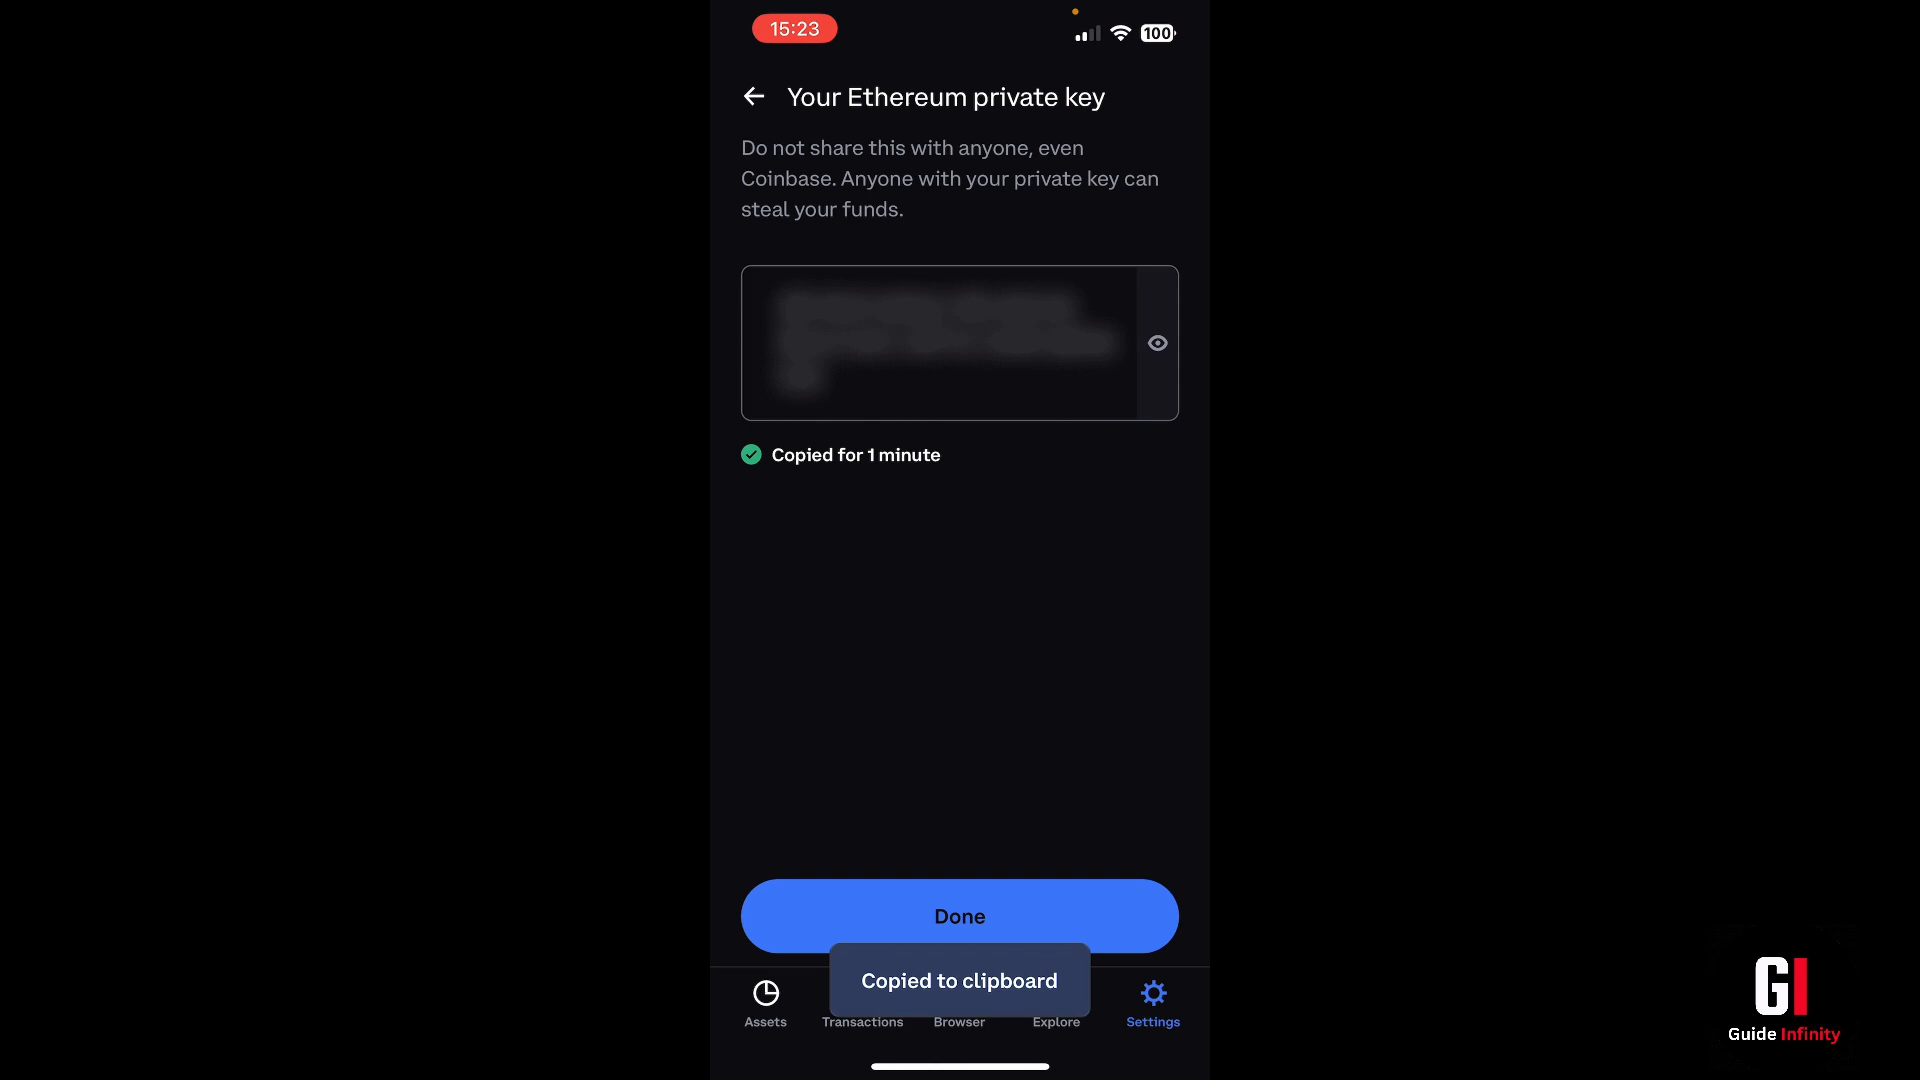 15:23
100
Your Ethereum private key
Do not share this with anyone, even
Coinbase. Anyone with your private key can
steal your funds.
Copied for 1 minute
Done
Copied to clipboard
Assets
Transactions
Browser
Explore
Settings
GI
Guide Infinity